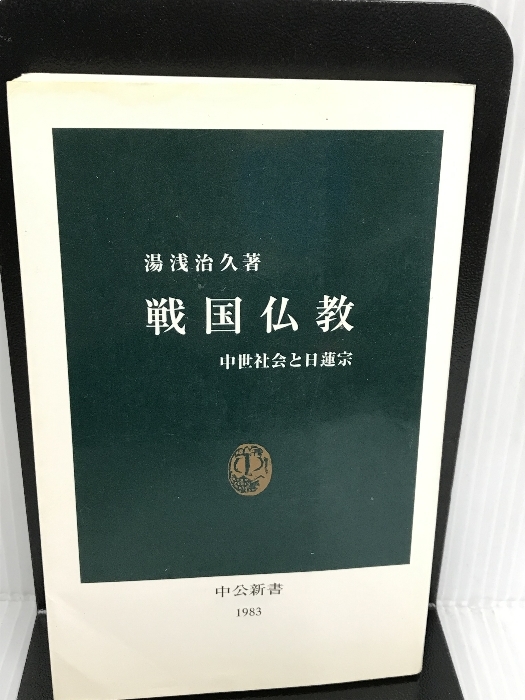 湯浅治久著
戦国仏教
中世社会と日蓮宗
中公新書
1983